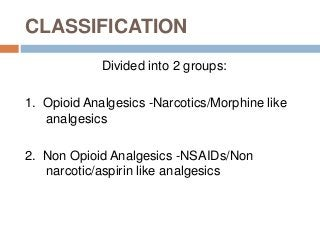 CLASSIFICATION
Divided into 2 groups:
1. Opioid Analgesics -Narcotics/Morphine like
analgesics
2. Non Opioid Analgesics -NSAIDs/Non
narcotic/aspirin like analgesics